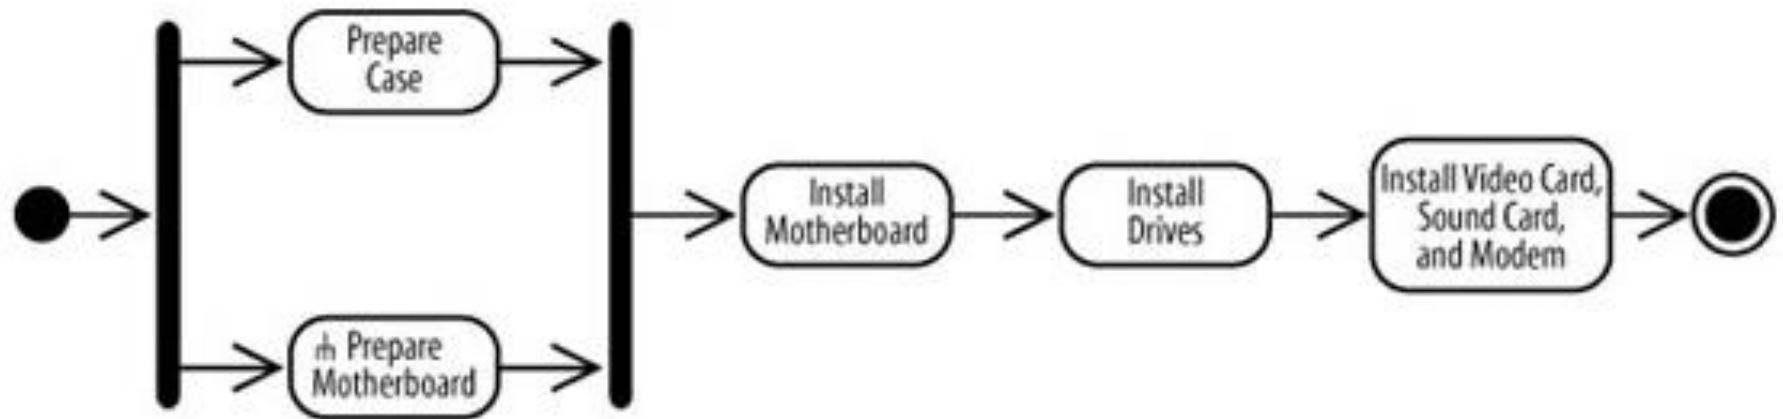 Prepare
Case
Prepare
Motherboard
Install
Motherboard
Install
Drives
Install Video Card,
Sound Card,
and Modem